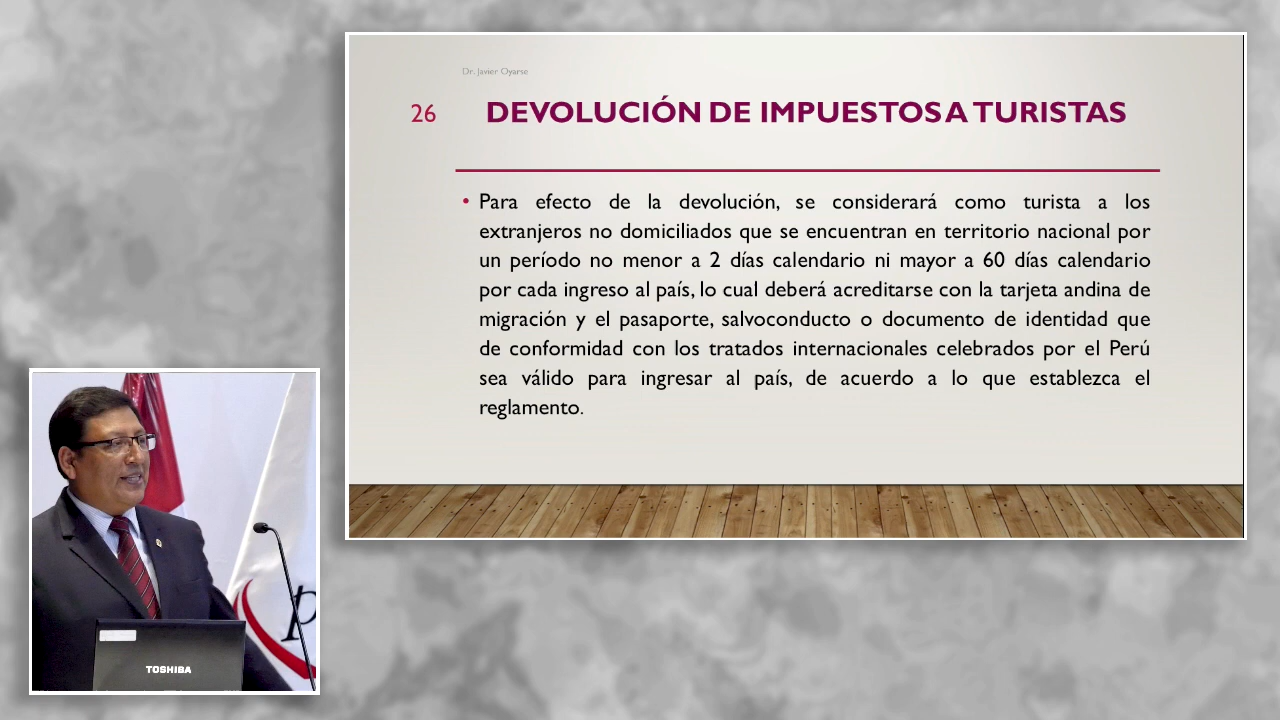 Dr. Javier Oyarse
26
DEVOLUCIÓN DE IMPUESTOS A TURISTAS
• Para efecto de la devolución, se considerará como turista a los
extranjeros no domiciliados que se encuentran en territorio nacional por
un período no menor a 2 días calendario ni mayor a 60 días calendario
por cada ingreso al país, lo cual deberá acreditarse con la tarjeta andina de
migración y el pasaporte, salvoconducto o documento de identidad que
de conformidad con los tratados internacionales celebrados por el Perú
sea válido para ingresar al país, de acuerdo a lo que establezca el
reglamento.
TOSHIBA